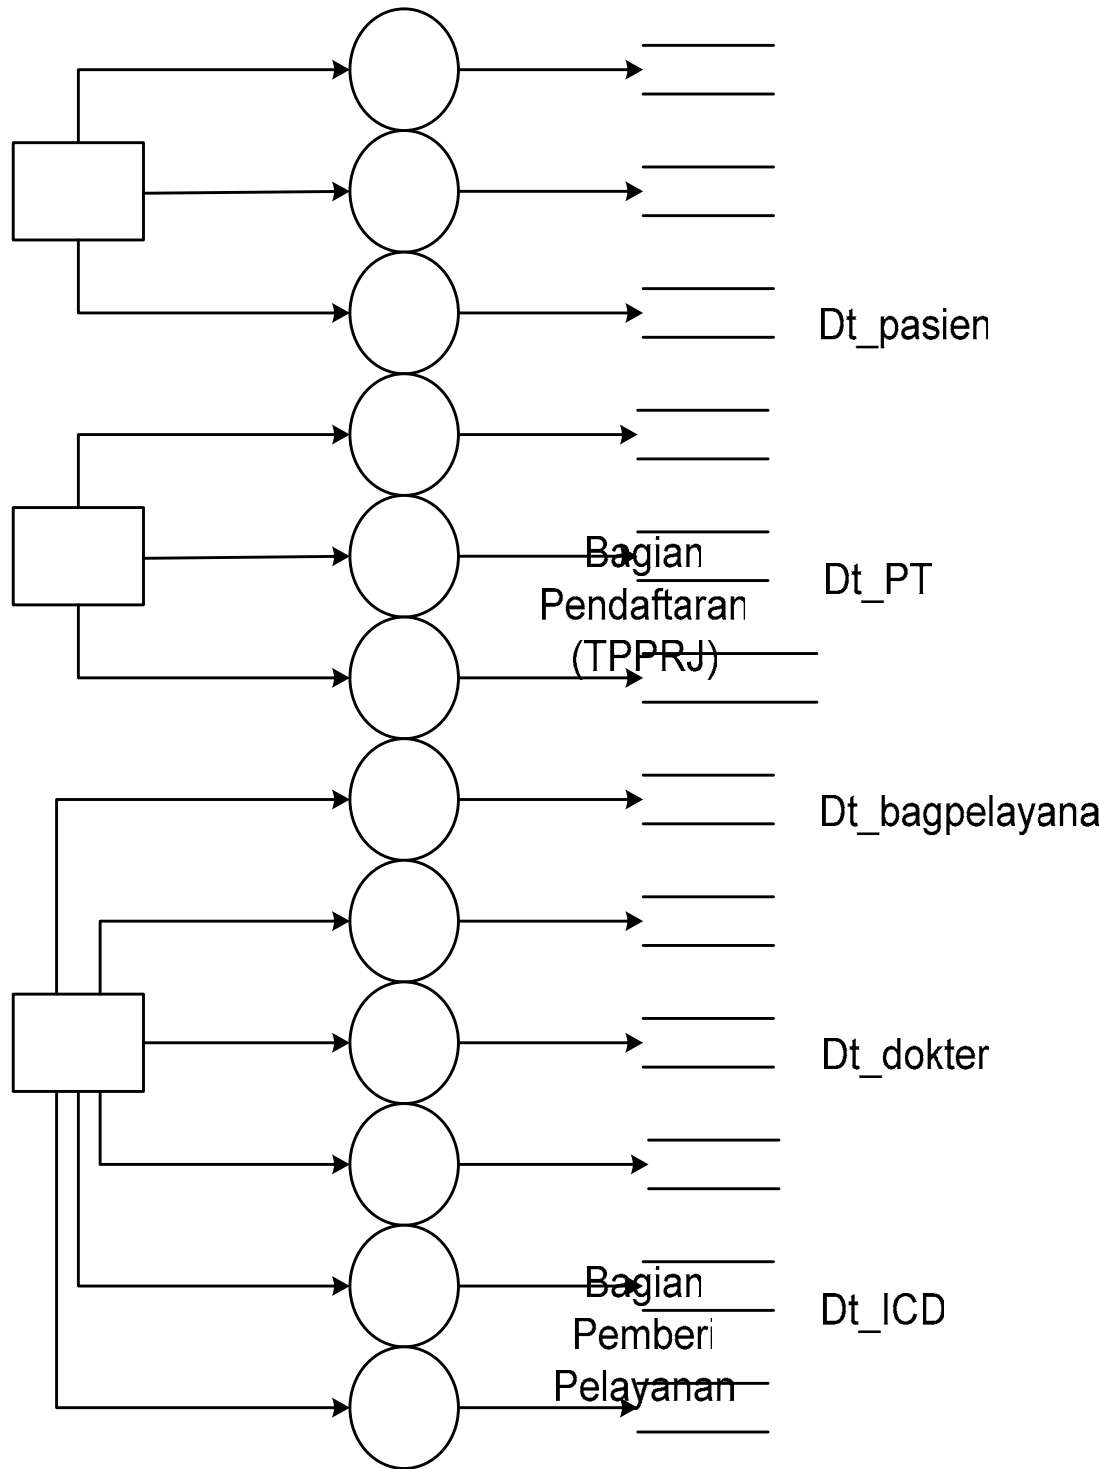 Dt_pasien
Bagian
Pendaftaran
(TPPRJ)
Dt_PT
Dt_bagpelayana
Dt_dokter
Bagian
Pemberi
Pelayanan
Dt_ICD